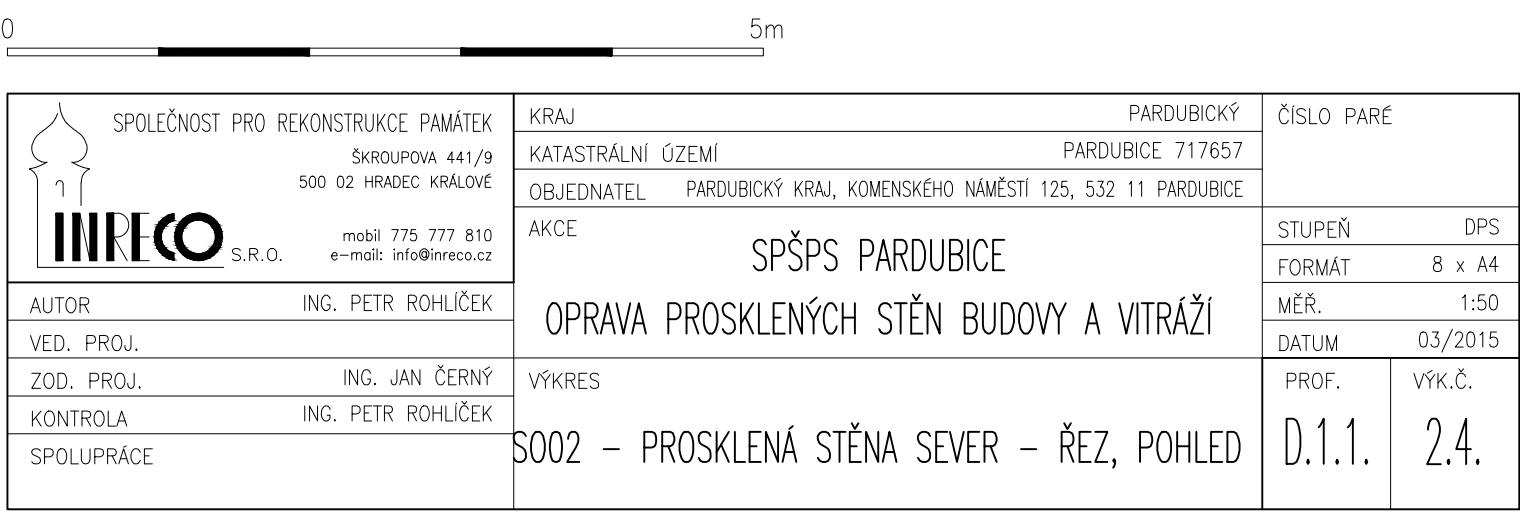 0 5m
SPOLEČNOST PRO REKONSTRUKCE PAMÁTEK
ŠKROUPOVA 441/9
500 02 HRADEC KRÁLOVÉ
INRECO S.R.O.
mobil 775 777 810
e-mail: info@inreco.cz
AUTOR ING. PETR ROHLÍČEK
VED. PROJ.
ZOD. PROJ. ING. JAN ČERNÝ
KONTROLA ING. PETR ROHLÍČEK
SPOLUPRÁCE
KRAJ PARDUBICKÝ
KATASTRÁLNÍ ÚZEMÍ PARDUBICE 717657
OBJEDNATEL PARDUBICKÝ KRAJ, KOMENSKÉHO NÁMĚSTÍ 125, 532 11 PARDUBICE
AKCE
SPŠPS PARDUBICE
OPRAVA PROSKLENÝCH STĚN BUDOVY A VITRÁŽÍ
VÝKRES
SO02 – PROSKLENÁ STĚNA SEVER – ŘEZ, POHLED
ČÍSLO PARÉ
STUPEŇ DPS
FORMÁT 8 x A4
MĚŘ. 1:50
DATUM 03/2015
PROF. VÝK.Č.
D.1.1. 2.4.